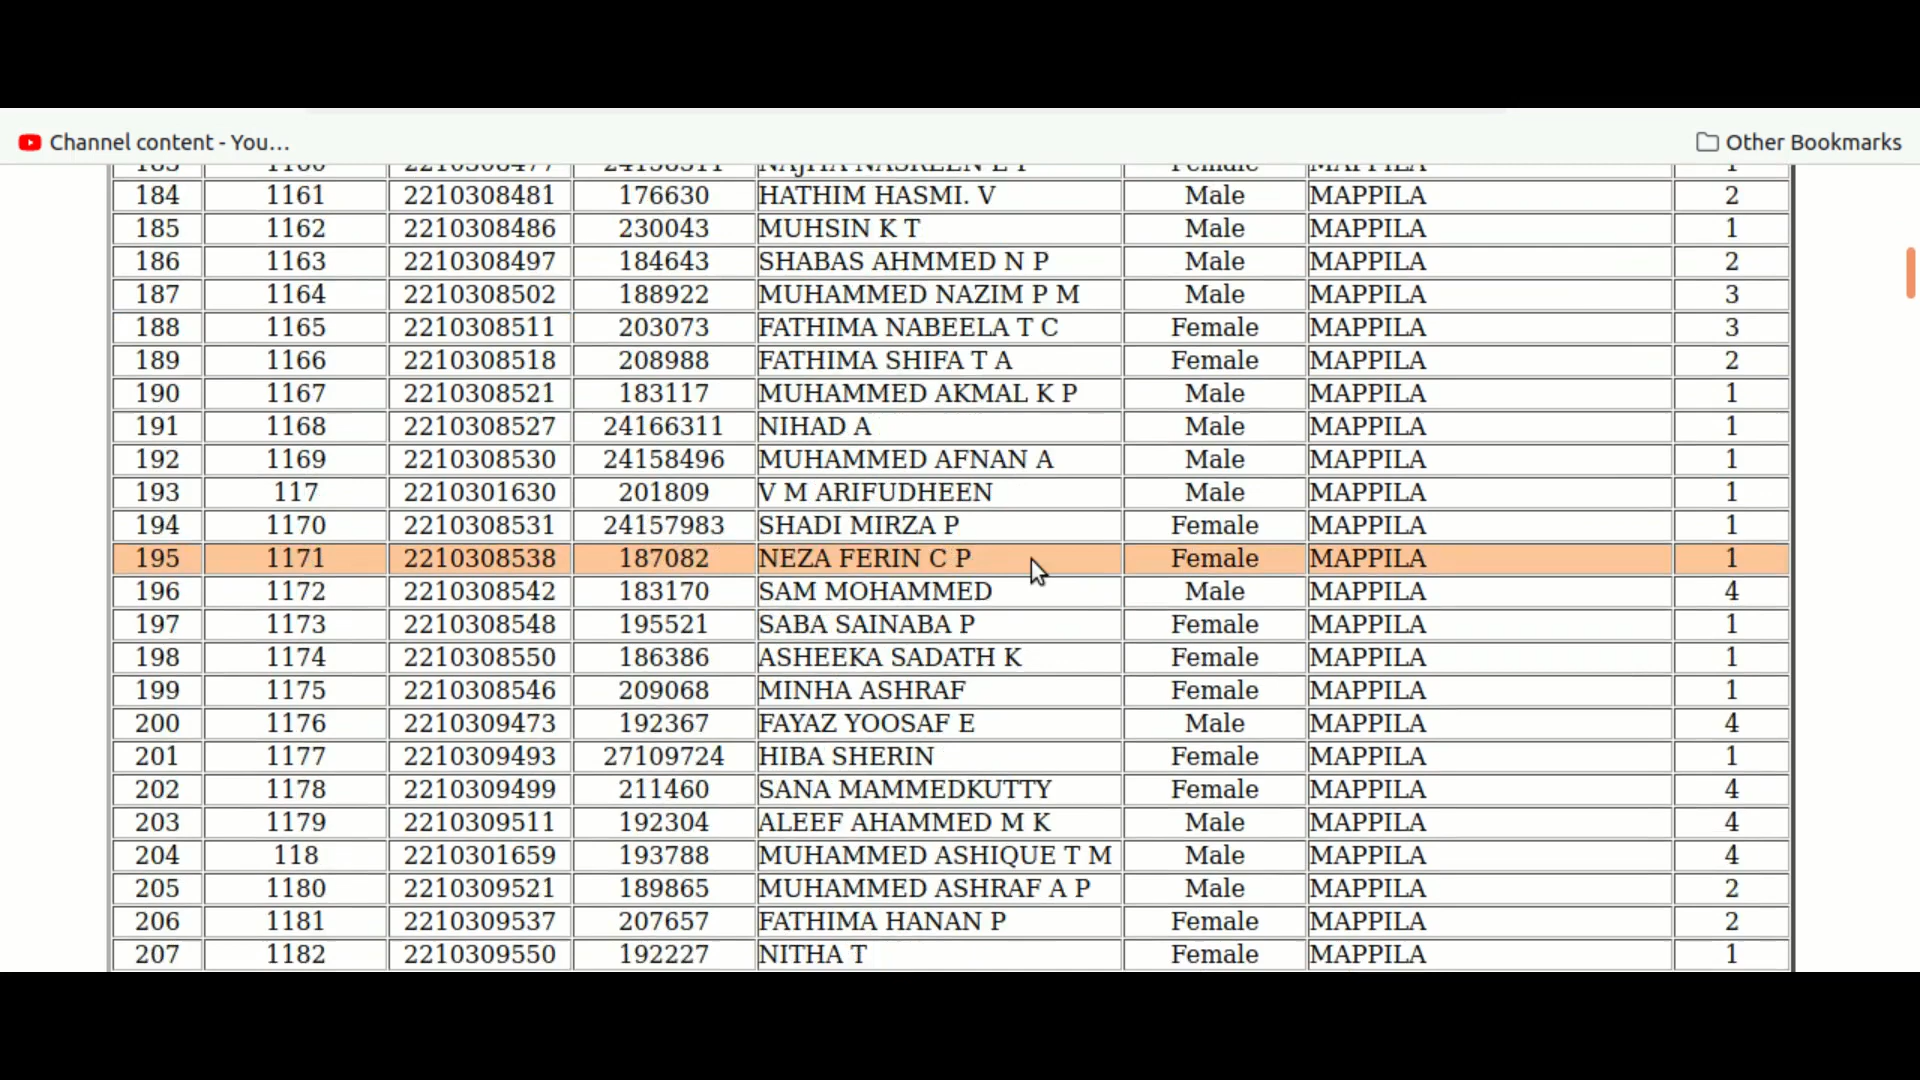 Channel content - You...
Other Bookmarks
184 1161 2210308481 176630 HATHIM HASMI. V Male MAPPILA 2
185 1162 2210308486 230043 MUHSIN K T Male MAPPILA 1
186 1163 2210308497 184643 SHABAS AHMMED N P Male MAPPILA 2
187 1164 2210308502 188922 MUHAMMED NAZIM P M Male MAPPILA 3
188 1165 2210308511 203073 FATHIMA NABEELA T C Female MAPPILA 3
189 1166 2210308518 208988 FATHIMA SHIFA T A Female MAPPILA 2
190 1167 2210308521 183117 MUHAMMED AKMAL K P Male MAPPILA 1
191 1168 2210308527 24166311 NIHAD A Male MAPPILA 1
192 1169 2210308530 24158496 MUHAMMED AFNAN A Male MAPPILA 1
193 117 2210301630 201809 V M ARIFUDHEEN Male MAPPILA 1
194 1170 2210308531 24157983 SHADI MIRZA P Female MAPPILA 1
195 1171 2210308538 187082 NEZA FERIN C P Female MAPPILA 1
196 1172 2210308542 183170 SAM MOHAMMED Male MAPPILA 4
197 1173 2210308548 195521 SABA SAINABA P Female MAPPILA 1
198 1174 2210308550 186386 ASHEEKA SADATH K Female MAPPILA 1
199 1175 2210308546 209068 MINHA ASHRAF Female MAPPILA 1
200 1176 2210309473 192367 FAYAZ YOOSAF E Male MAPPILA 4
201 1177 2210309493 27109724 HIBA SHERIN Female MAPPILA 1
202 1178 2210309499 211460 SANA MAMMEDKUTTY Female MAPPILA 4
203 1179 2210309511 192304 ALEEF AHAMMED M K Male MAPPILA 4
204 118 2210301659 193788 MUHAMMED ASHIQUE T M Male MAPPILA 4
205 1180 2210309521 189865 MUHAMMED ASHRAF A P Male MAPPILA 2
206 1181 2210309537 207657 FATHIMA HANAN P Female MAPPILA 2
207 1182 2210309550 192227 NITHA T Female MAPPILA 1